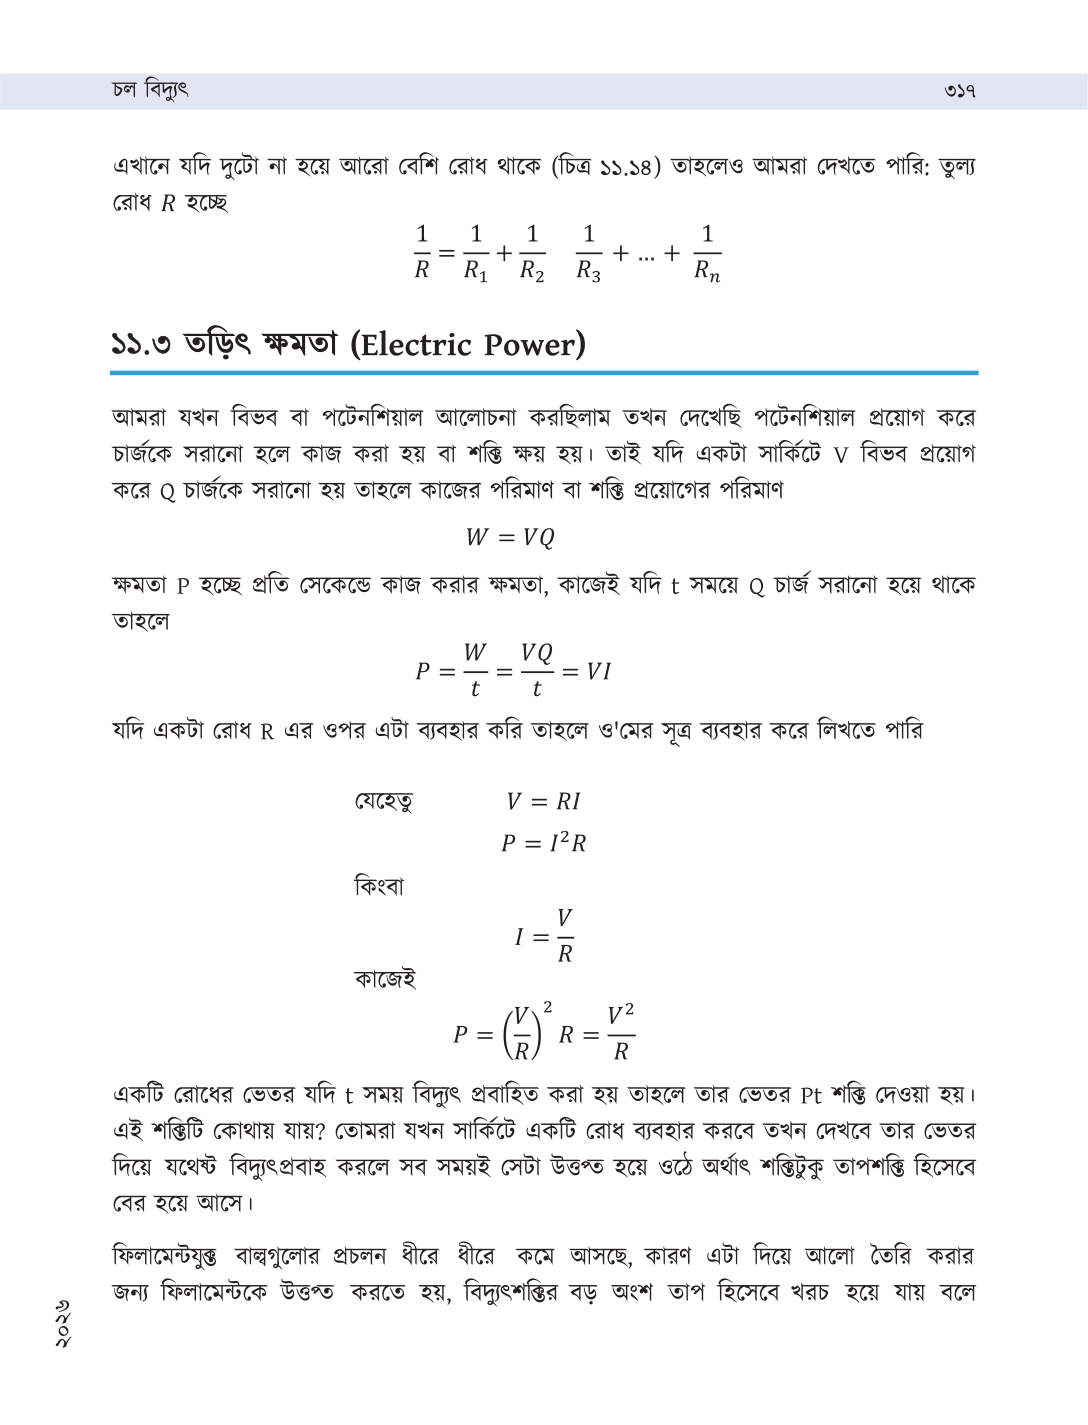 চল বিদ্যুৎ ৩১৭
এখানে যদি দুটো না হয়ে আরো বেশি রোধ থাকে (চিত্র ১১.১৪) তাহলেও আমরা দেখতে পারি: তুল্য
রোধ R হচ্ছে
1/R = 1/R₁ + 1/R₂   1/R₃ + ... + 1/Rₙ
১১.৩ তড়িৎ ক্ষমতা (Electric Power)
আমরা যখন বিভব বা পটেনশিয়াল আলোচনা করছিলাম তখন দেখেছি পটেনশিয়াল প্রয়োগ করে
চার্জকে সরানো হলে কাজ করা হয় বা শক্তি ক্ষয় হয়। তাই যদি একটা সার্কিটে V বিভব প্রয়োগ
করে Q চার্জকে সরানো হয় তাহলে কাজের পরিমাণ বা শক্তি প্রয়োগের পরিমাণ
W = VQ
ক্ষমতা P হচ্ছে প্রতি সেকেন্ডে কাজ করার ক্ষমতা, কাজেই যদি t সময়ে Q চার্জ সরানো হয়ে থাকে
তাহলে
P = W/t = VQ/t = VI
যদি একটা রোধ R এর ওপর এটা ব্যবহার করি তাহলে ও'মের সূত্র ব্যবহার করে লিখতে পারি
যেহেতু V = RI
P = I²R
কিংবা
I = V/R
কাজেই
P = (V/R)² R = V²/R
একটি রোধের ভেতর যদি t সময় বিদ্যুৎ প্রবাহিত করা হয় তাহলে তার ভেতর Pt শক্তি দেওয়া হয়।
এই শক্তিটি কোথায় যায়? তোমরা যখন সার্কিটে একটি রোধ ব্যবহার করবে তখন দেখবে তার ভেতর
দিয়ে যথেষ্ট বিদ্যুৎপ্রবাহ করলে সব সময়ই সেটা উত্তপ্ত হয়ে ওঠে অর্থাৎ শক্তিটুকু তাপশক্তি হিসেবে
বের হয়ে আসে।
ফিলামেন্টযুক্ত বাল্বগুলোর প্রচলন ধীরে ধীরে কমে আসছে, কারণ এটা দিয়ে আলো তৈরি করার
জন্য ফিলামেন্টকে উত্তপ্ত করতে হয়, বিদ্যুৎশক্তির বড় অংশ তাপ হিসেবে খরচ হয়ে যায় বলে
২০২৬